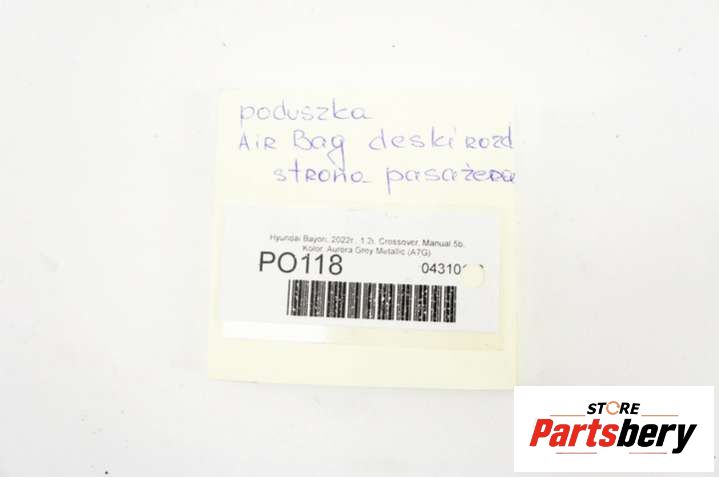 poduszka
AIR BAG deski rozd
strona pasażera
Hyundai Bayon, 2022r., 1.2i, Crossover, Manual 5b,
Kolor: Aurora Grey Metallic (A7G)
PO118
STORE
Partsbery